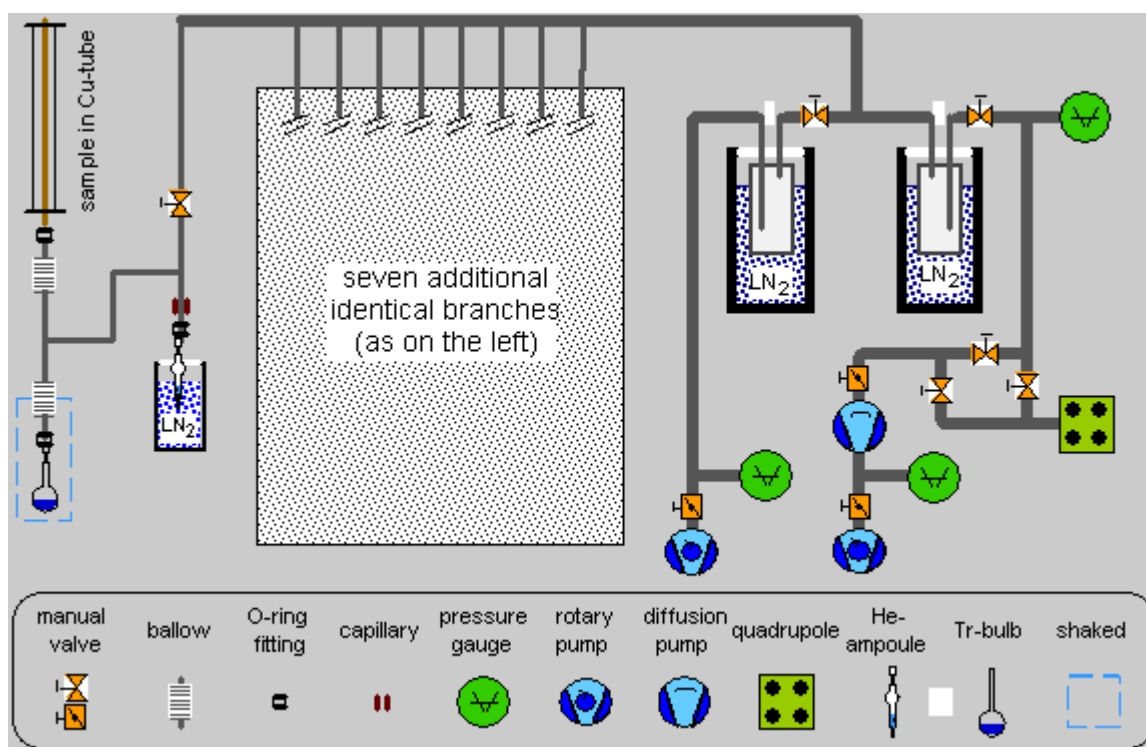 sample in Cu-tube
seven additional
identical branches
(as on the left)
LN2
LN2
LN2
manual
valve
ballow
O-ring
fitting
capillary
pressure
gauge
rotary
pump
diffusion
pump
quadrupole
He-
ampoule
Tr-bulb
shaked